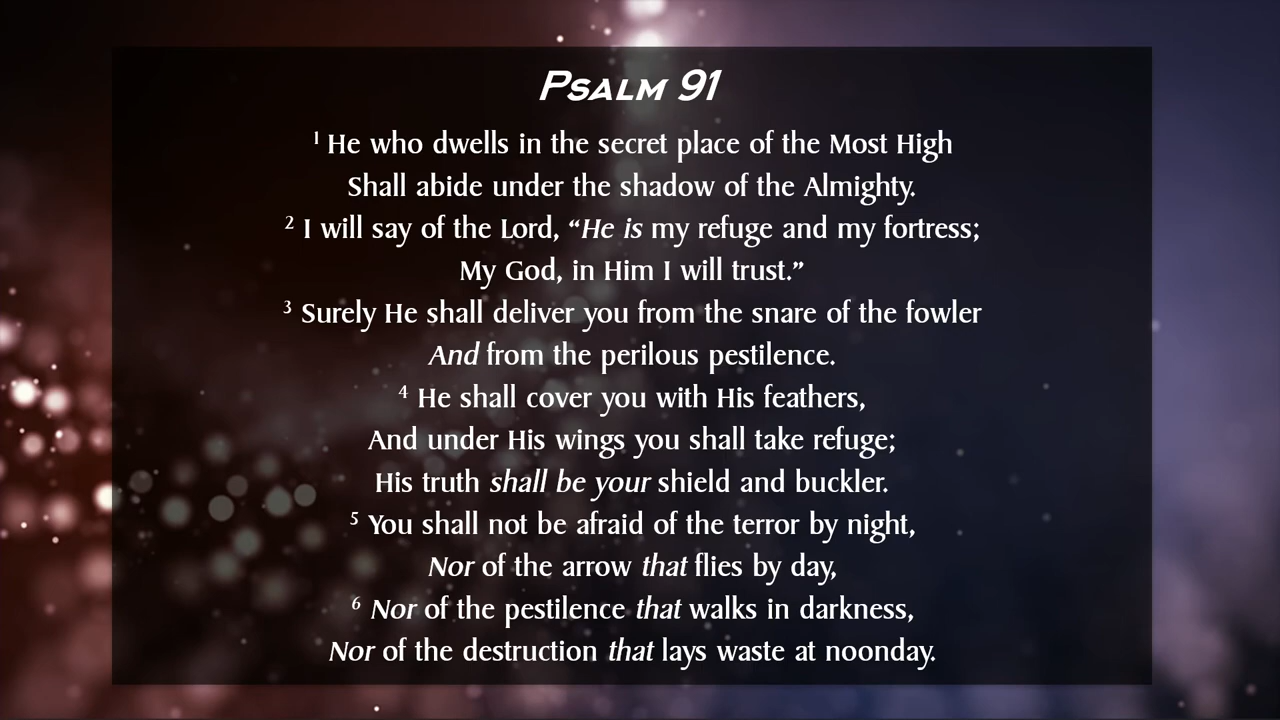 Psalm 91
1 He who dwells in the secret place of the Most High
Shall abide under the shadow of the Almighty.
2 I will say of the Lord, “He is my refuge and my fortress;
My God, in Him I will trust.”
3 Surely He shall deliver you from the snare of the fowler
And from the perilous pestilence.
4 He shall cover you with His feathers,
And under His wings you shall take refuge;
His truth shall be your shield and buckler.
5 You shall not be afraid of the terror by night,
Nor of the arrow that flies by day,
6 Nor of the pestilence that walks in darkness,
Nor of the destruction that lays waste at noonday.